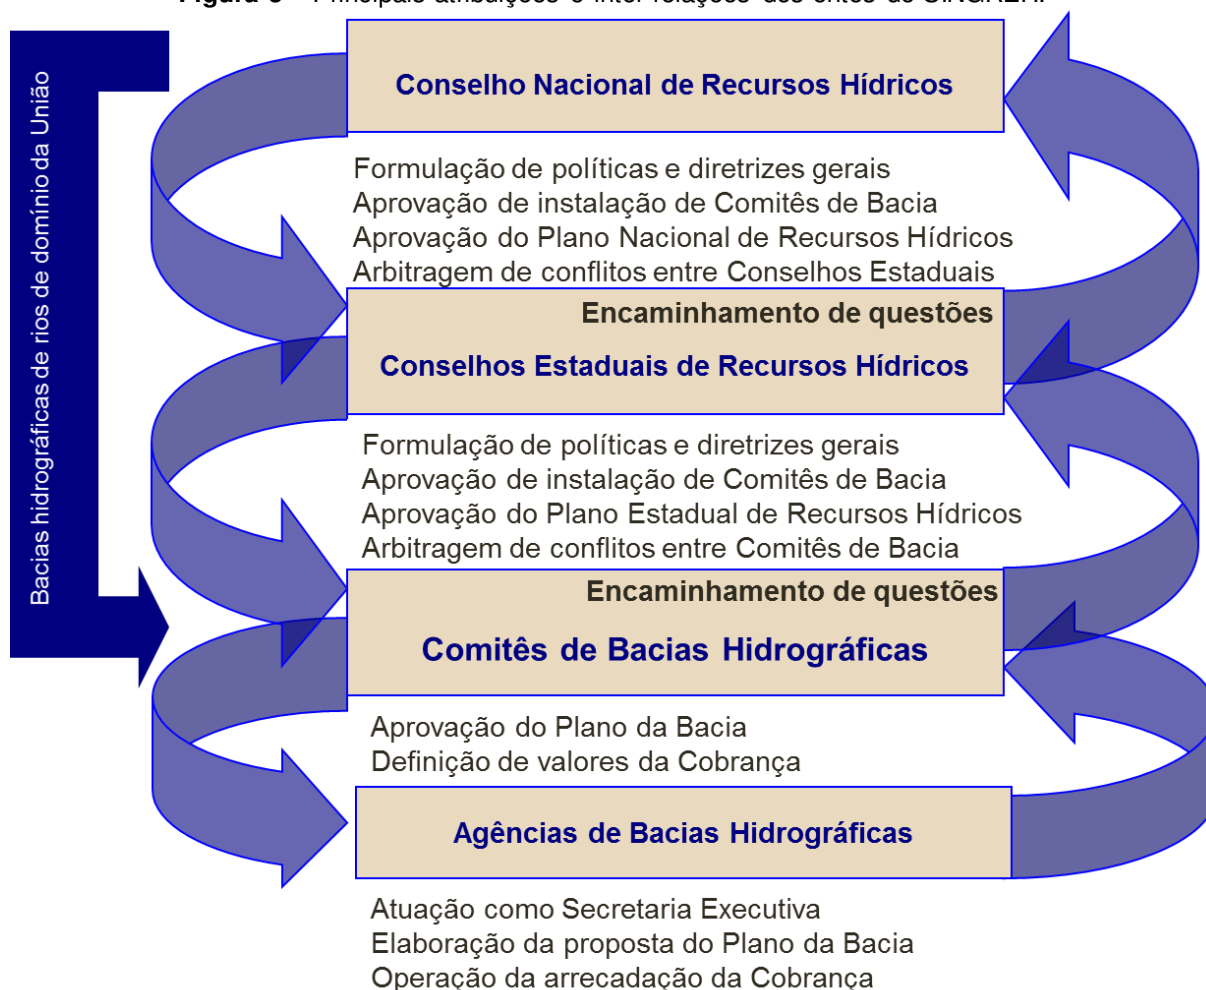 Conselho Nacional de Recursos Hídricos
Formulação de políticas e diretrizes gerais
Aprovação de instalação de Comitês de Bacia
Aprovação do Plano Nacional de Recursos Hídricos
Arbitragem de conflitos entre Conselhos Estaduais
Encaminhamento de questões
Conselhos Estaduais de Recursos Hídricos
Formulação de políticas e diretrizes gerais
Aprovação de instalação de Comitês de Bacia
Aprovação do Plano Estadual de Recursos Hídricos
Arbitragem de conflitos entre Comitês de Bacia
Encaminhamento de questões
Comitês de Bacias Hidrográficas
Aprovação do Plano da Bacia
Definição de valores da Cobrança
Agências de Bacias Hidrográficas
Atuação como Secretaria Executiva
Elaboração da proposta do Plano da Bacia
Operação da arrecadação da Cobrança
Bacias hidrográficas de rios de domínio da União